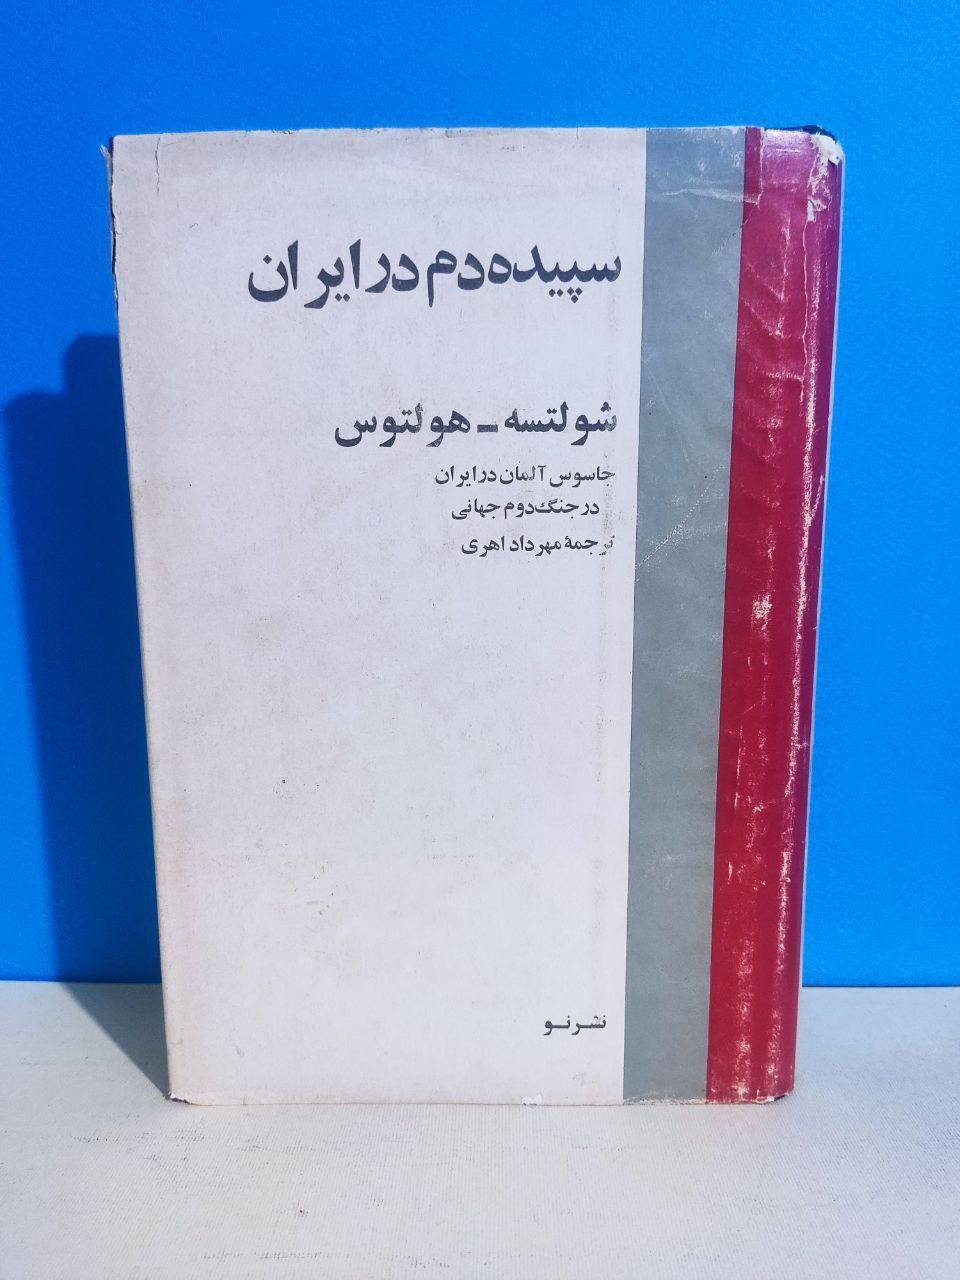 سپیده‌دم در ایران
شولتسه - هولتوس
جاسوس آلمان در ایران
در جنگ دوم جهانی
ترجمهٔ مهرداد اهری
نشر نو